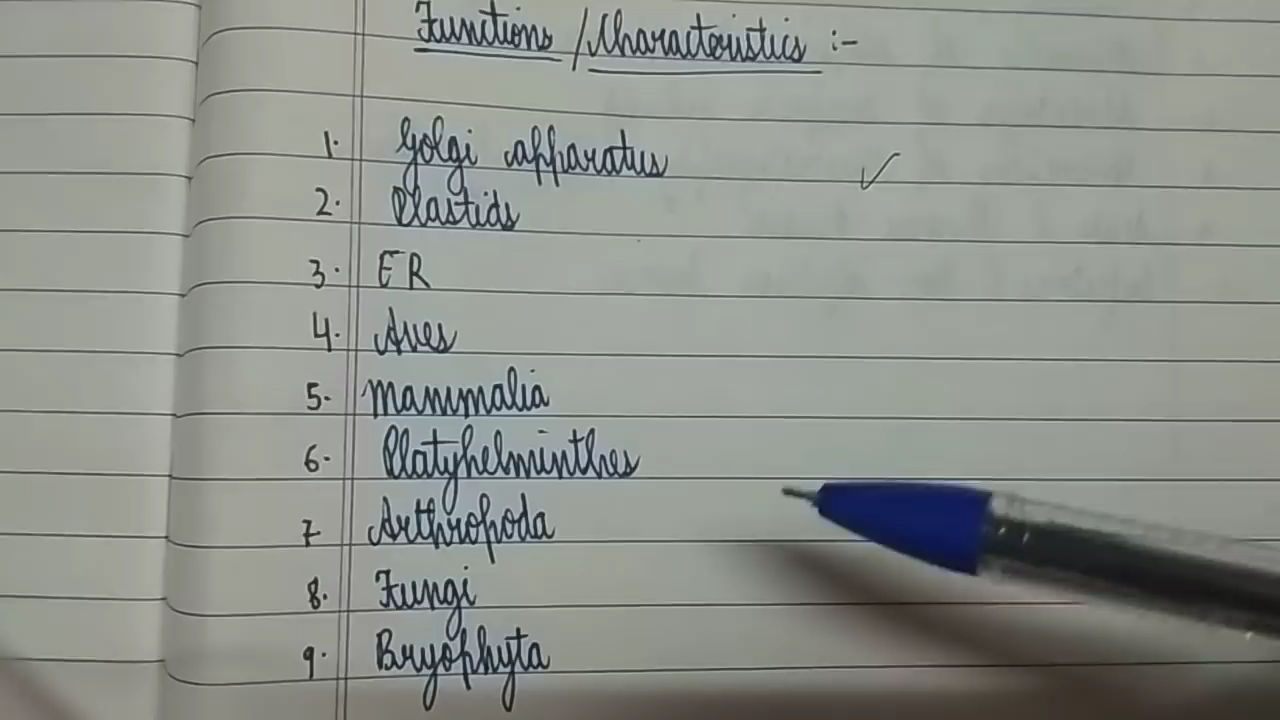 Functions / Characteristics :-
1. Golgi apparatus ✓
2. Plastids
3. ER
4. Aves
5. Mammalia
6. Platyhelminthes
7 Arthropoda
8. Fungi
9. Bryophyta